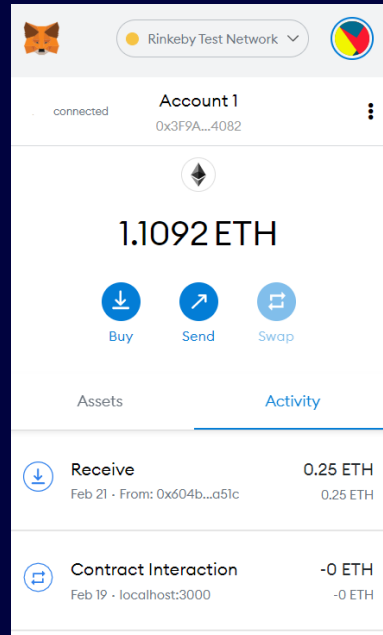 Rinkeby Test Network
connected
Account 1
0x3F9A...4082
1.1092 ETH
Buy
Send
Swap
Assets
Activity
Receive
0.25 ETH
Feb 21 · From: 0x604b...a51c
0.25 ETH
Contract Interaction
-0 ETH
Feb 19 · localhost:3000
-0 ETH